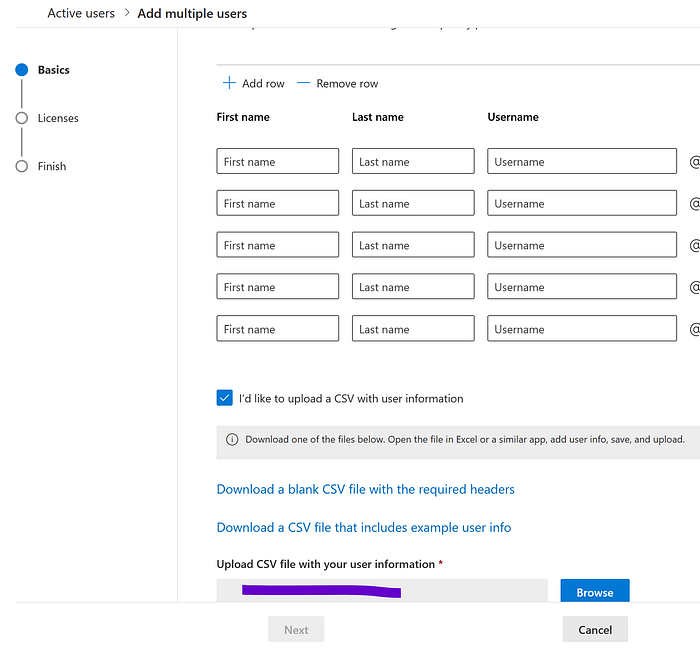 Active users > Add multiple users
Basics
Licenses
Finish
+ Add row — Remove row
First name Last name Username
First name Last name Username @
First name Last name Username @
First name Last name Username @
First name Last name Username @
First name Last name Username @
I'd like to upload a CSV with user information
Download one of the files below. Open the file in Excel or a similar app, add user info, save, and upload.
Download a blank CSV file with the required headers
Download a CSV file that includes example user info
Upload CSV file with your user information *
Browse
Next Cancel